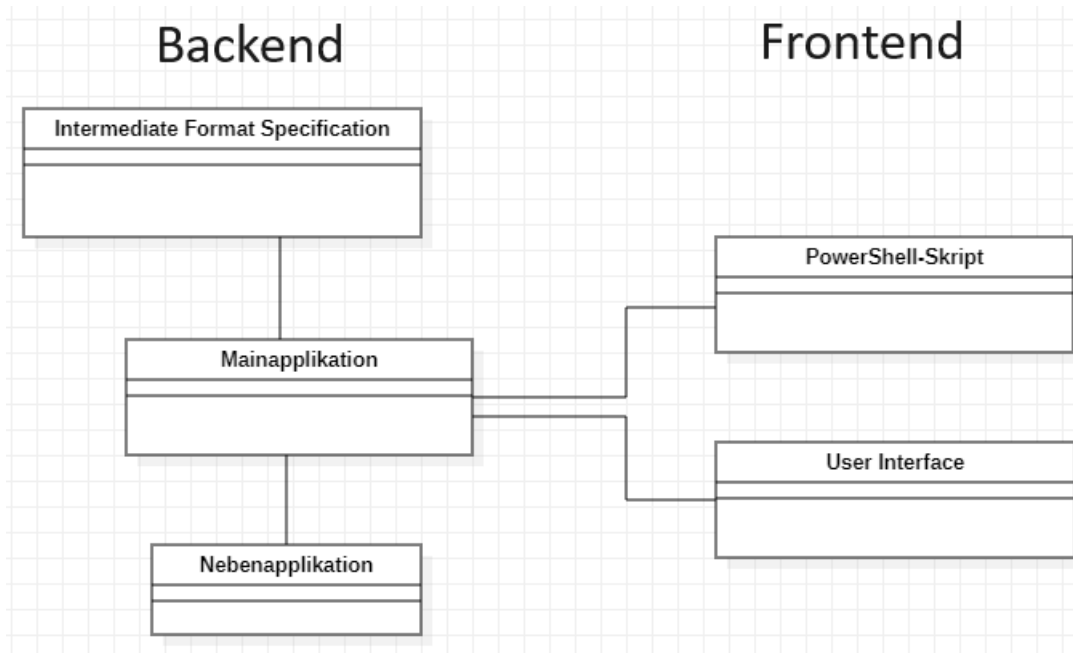 Backend
Frontend
Intermediate Format Specification
PowerShell-Skript
Mainapplikation
User Interface
Nebenapplikation